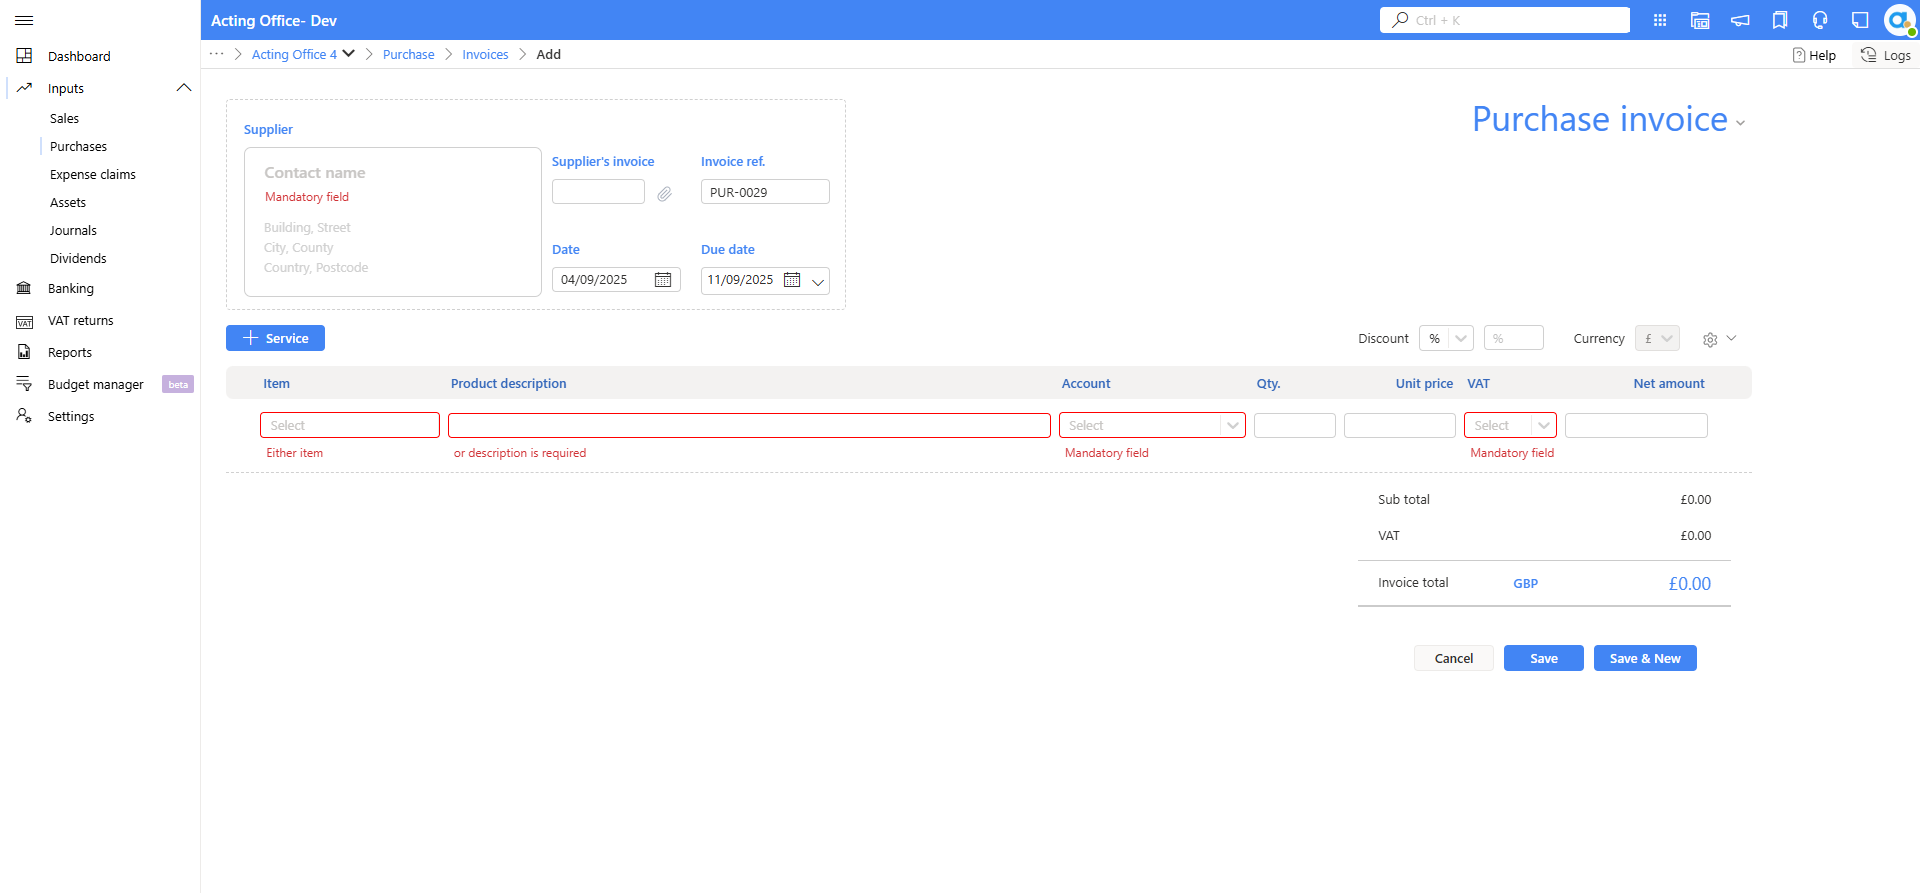 Acting Office- Dev
Ctrl + K
Acting Office 4
Purchase
Invoices
Add
Help
Logs
Dashboard
Inputs
Sales
Purchases
Expense claims
Assets
Journals
Dividends
Banking
VAT returns
Reports
Budget manager
beta
Settings
Purchase invoice
Supplier
Contact name
Mandatory field
Building, Street
City, County
Country, Postcode
Supplier's invoice
Invoice ref.
PUR-0029
Date
Due date
04/09/2025
11/09/2025
Service
Discount
%
%
Currency
£
Item
Product description
Account
Qty.
Unit price
VAT
Net amount
Select
Select
Select
Either item
or description is required
Mandatory field
Mandatory field
Sub total
£0.00
VAT
£0.00
Invoice total
GBP
£0.00
Cancel
Save
Save & New